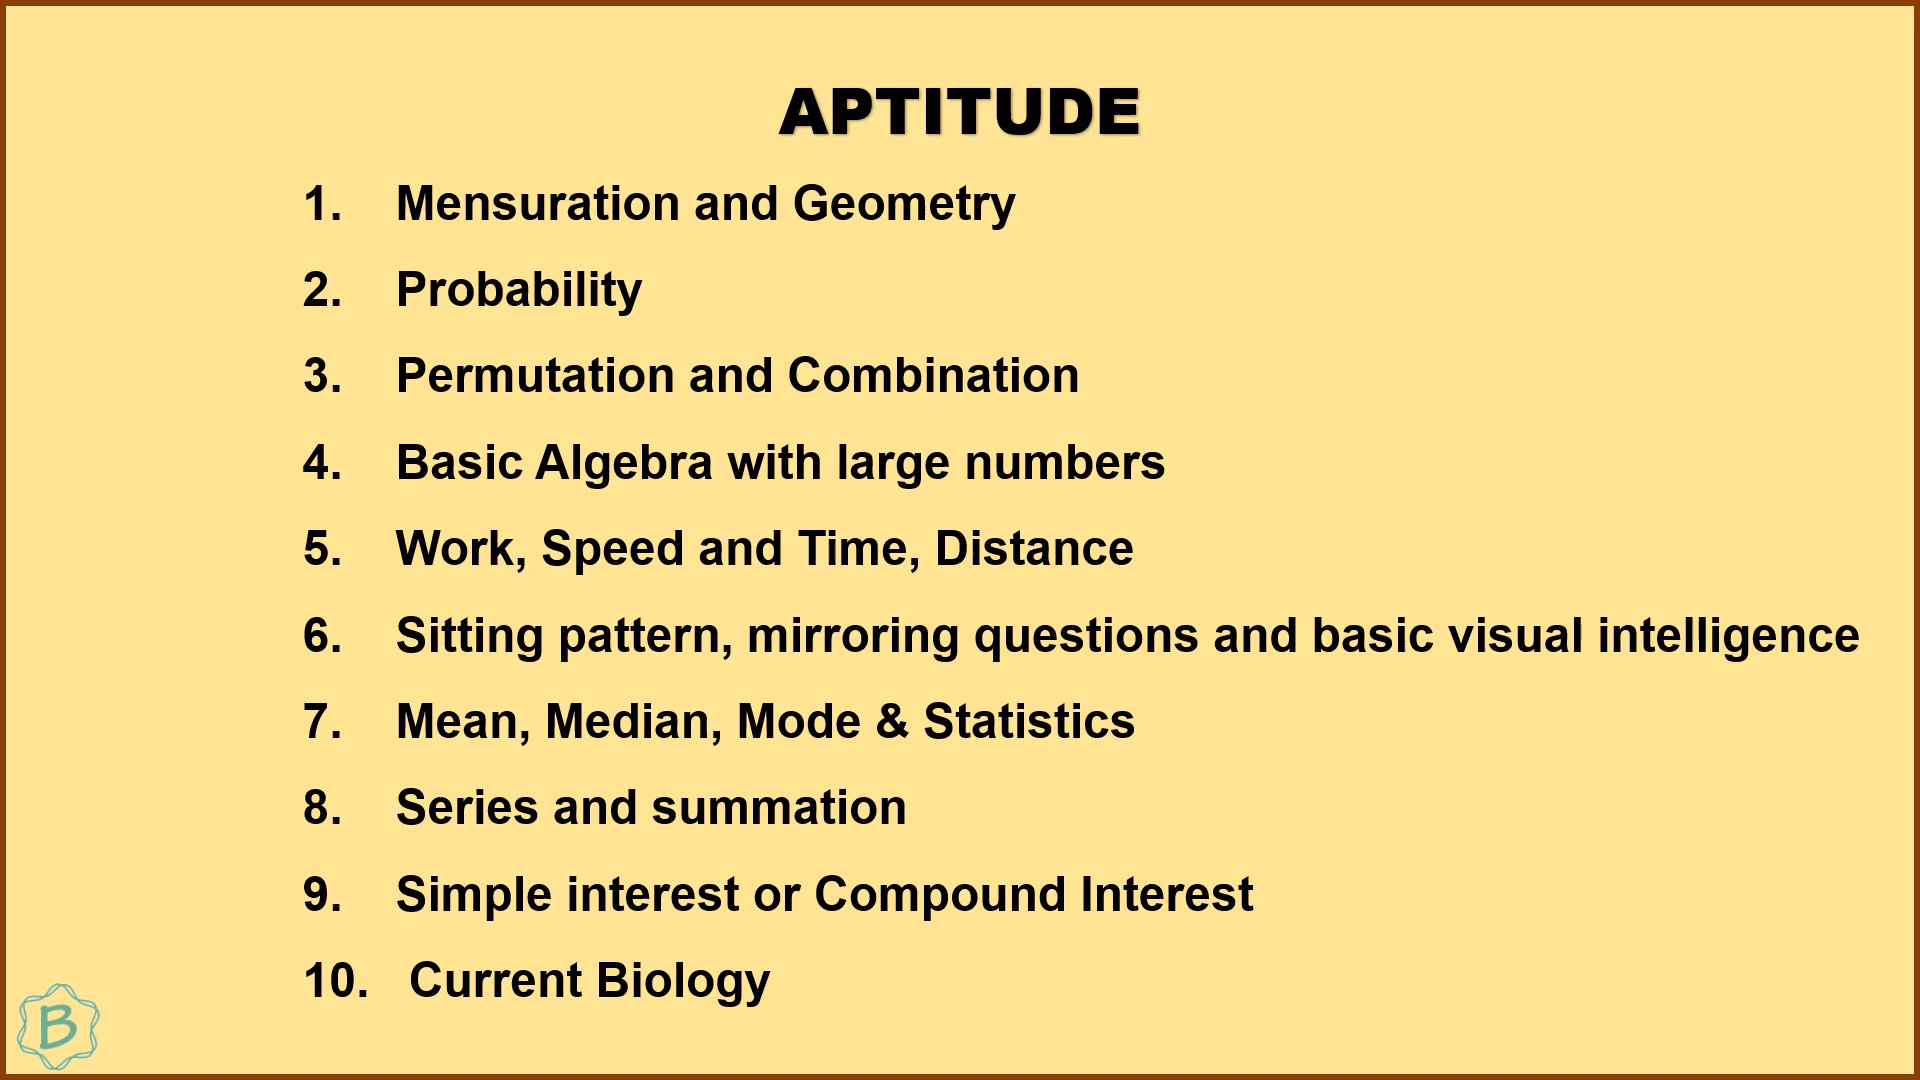 APTITUDE
1. Mensuration and Geometry
2. Probability
3. Permutation and Combination
4. Basic Algebra with large numbers
5. Work, Speed and Time, Distance
6. Sitting pattern, mirroring questions and basic visual intelligence
7. Mean, Median, Mode & Statistics
8. Series and summation
9. Simple interest or Compound Interest
10. Current Biology
B